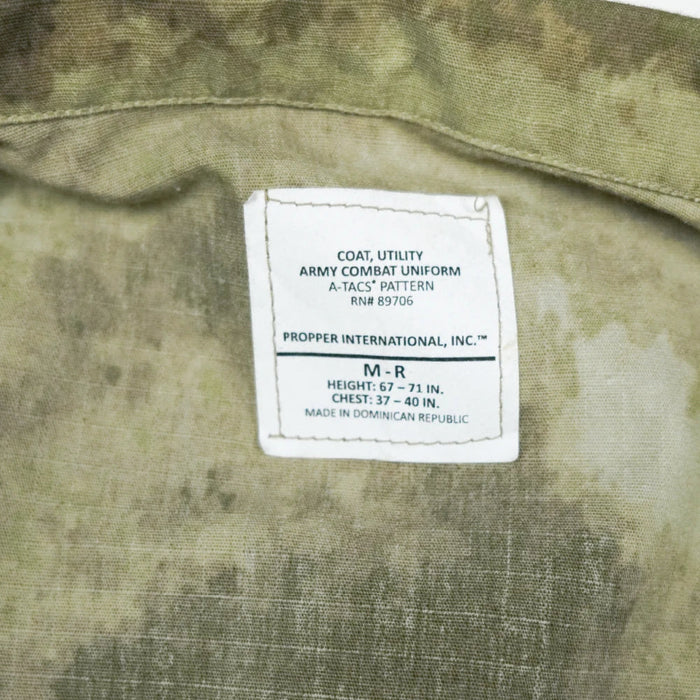 COAT, UTILITY
ARMY COMBAT UNIFORM
A-TACS® PATTERN
RN# 89706
PROPPER INTERNATIONAL, INC.™
M - R
HEIGHT: 67 – 71 IN.
CHEST: 37 – 40 IN.
MADE IN DOMINICAN REPUBLIC